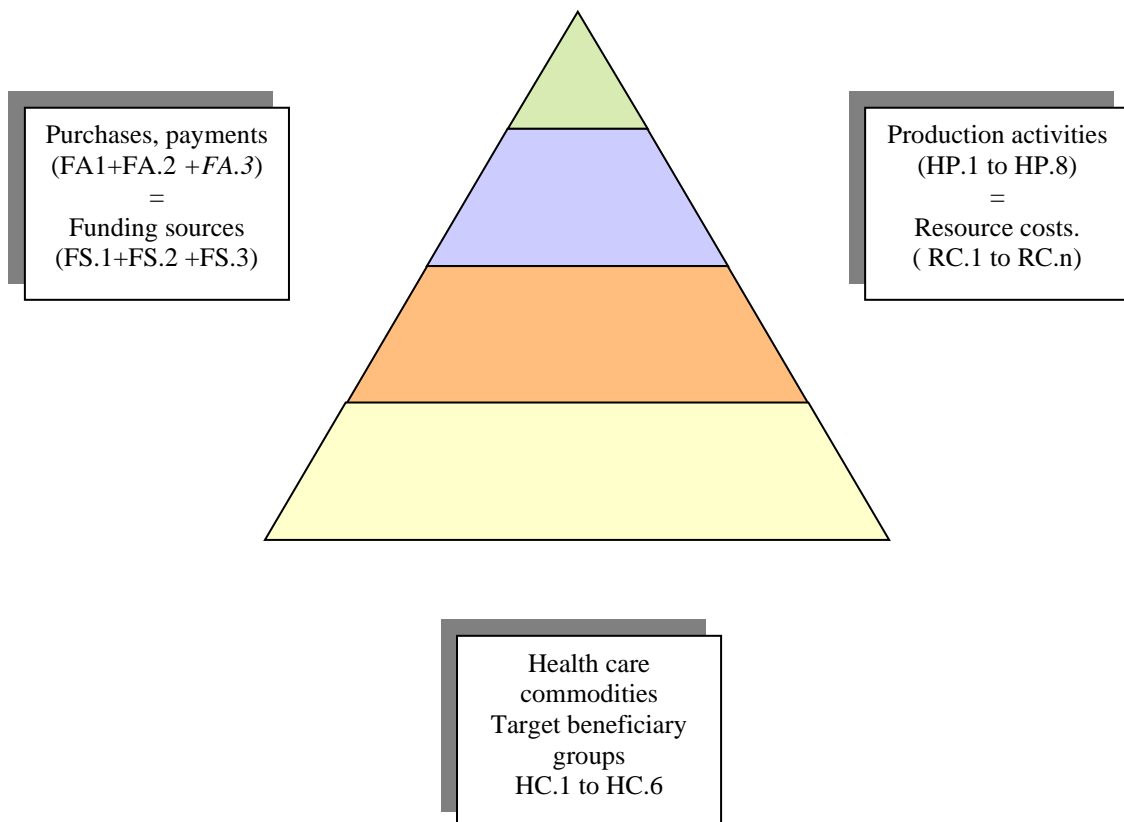 Purchases, payments
(FA1+FA.2 +FA.3)
=
Funding sources
(FS.1+FS.2 +FS.3)
Production activities
(HP.1 to HP.8)
=
Resource costs.
( RC.1 to RC.n)
Health care
commodities
Target beneficiary
groups
HC.1 to HC.6